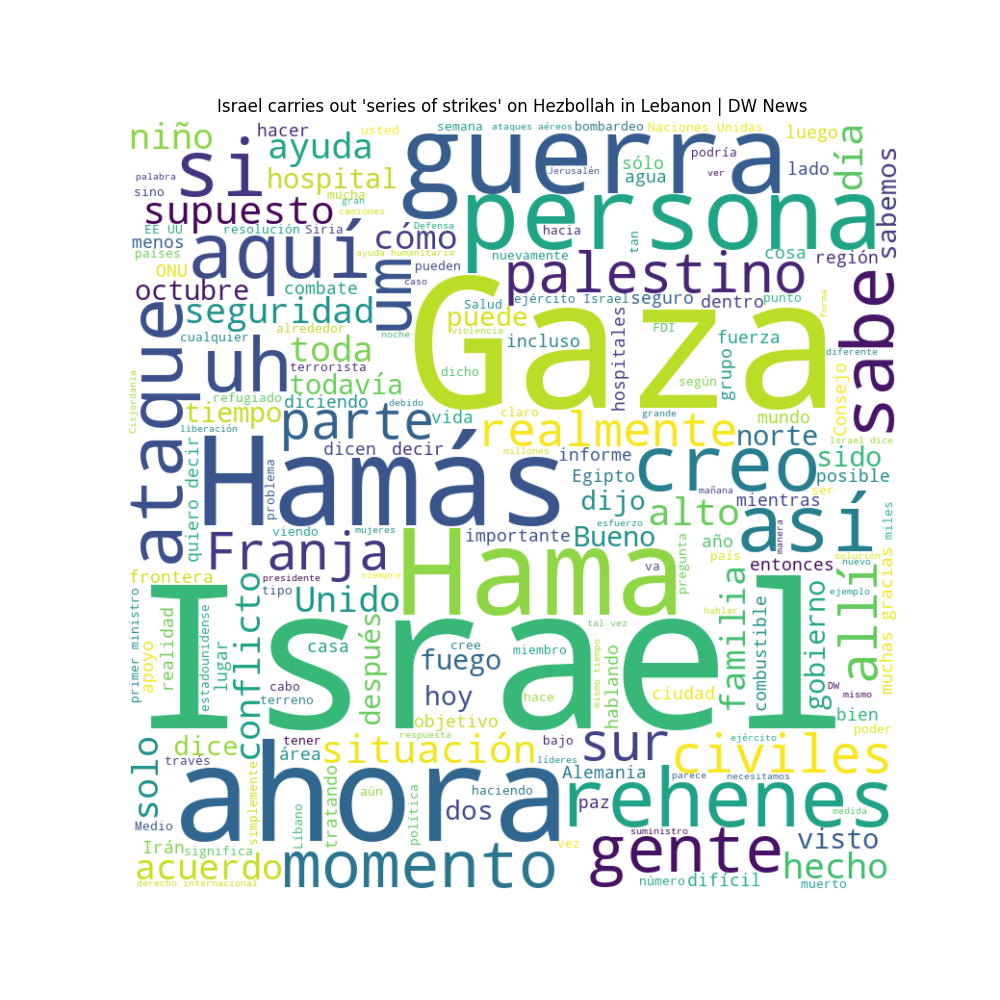 Israel carries out 'series of strikes' on Hezbollah in Lebanon | DW News
niño
hacer
usted
semana
ataques aéreos
bombardeo
Naciones Unidas
luego
día
si
ayuda
guerra
podría
sólo
Jerusalén
lado
sabemos
palabra
sino
hospital
mucha
agua
ver
persona
supuesto
gran
camiones
EE UU
resolución
Siria
Defensa
hacia
tan
menos
países
aquí
cómo
ayuda humanitaria
nuevamente
cosa
región
ONU
um
pueden
caso
palestino
octubre
combate
Gaza
Salud
ejército Israel
seguro
dentro
punto
forma
sabe
ataque
seguridad
puede
violencia
hospitales
FDI
fuerza
alrededor
noche
incluso
cualquier
uh
toda
diferente
terrorista
dicho
grupo
según
Cisjordania
refugiado
todavía
diciendo
debido
tiempo
liberación
parte
vida
claro
realmente
grande
mundo
Consejo
norte
Israel dice
quiero decir
Hamás
dicen
decir
millones
informe
creo
sido
problema
Egipto
posible
mañana
ser
dijo
mientras
alto
así
miles
viendo
mujeres
importante
esfuerzo
Bueno
año
manera
Franja
Hama
pregunta
país
solución
frontera
presidente
siempre
va
entonces
nuevo
tipo
Unido
familia
ejemplo
allí
muchas gracias
primer ministro
apoyo
realidad
estadounidense
lugar
conflicto
Israel
hablar
combustible
gobierno
tal vez
casa
después
cree
miembro
fuego
mismo tiempo
hablando
cabo
terreno
hoy
hace
ciudad
DW
mismo
objetivo
bien
poder
solo
dice
través
tener
área
situación
respuesta
bajo
líderes
sur
ejército
civiles
ahora
Alemania
parece
necesitamos
simplemente
aún
haciendo
rehenes
Medio
Líbano
tratando
política
dos
paz
medida
Irán
significa
vez
suministro
gente
visto
acuerdo
momento
hecho
derecho internacional
número
difícil
muerto